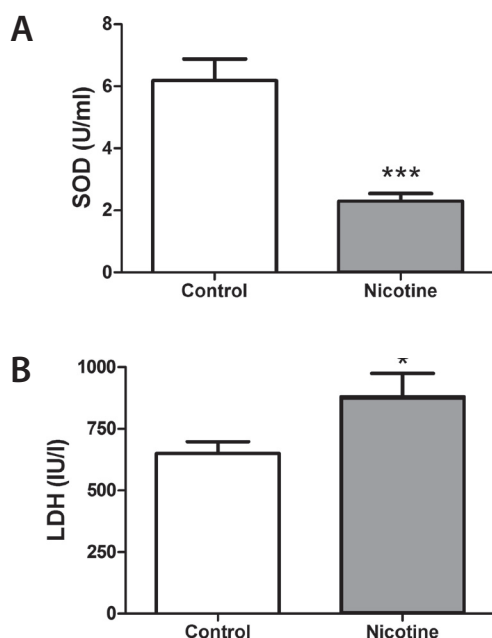 A
SOD (U/ml)
8
6
4
2
0
***
Control Nicotine
B
LDH (IU/l)
1000
750
500
250
0
*
Control Nicotine